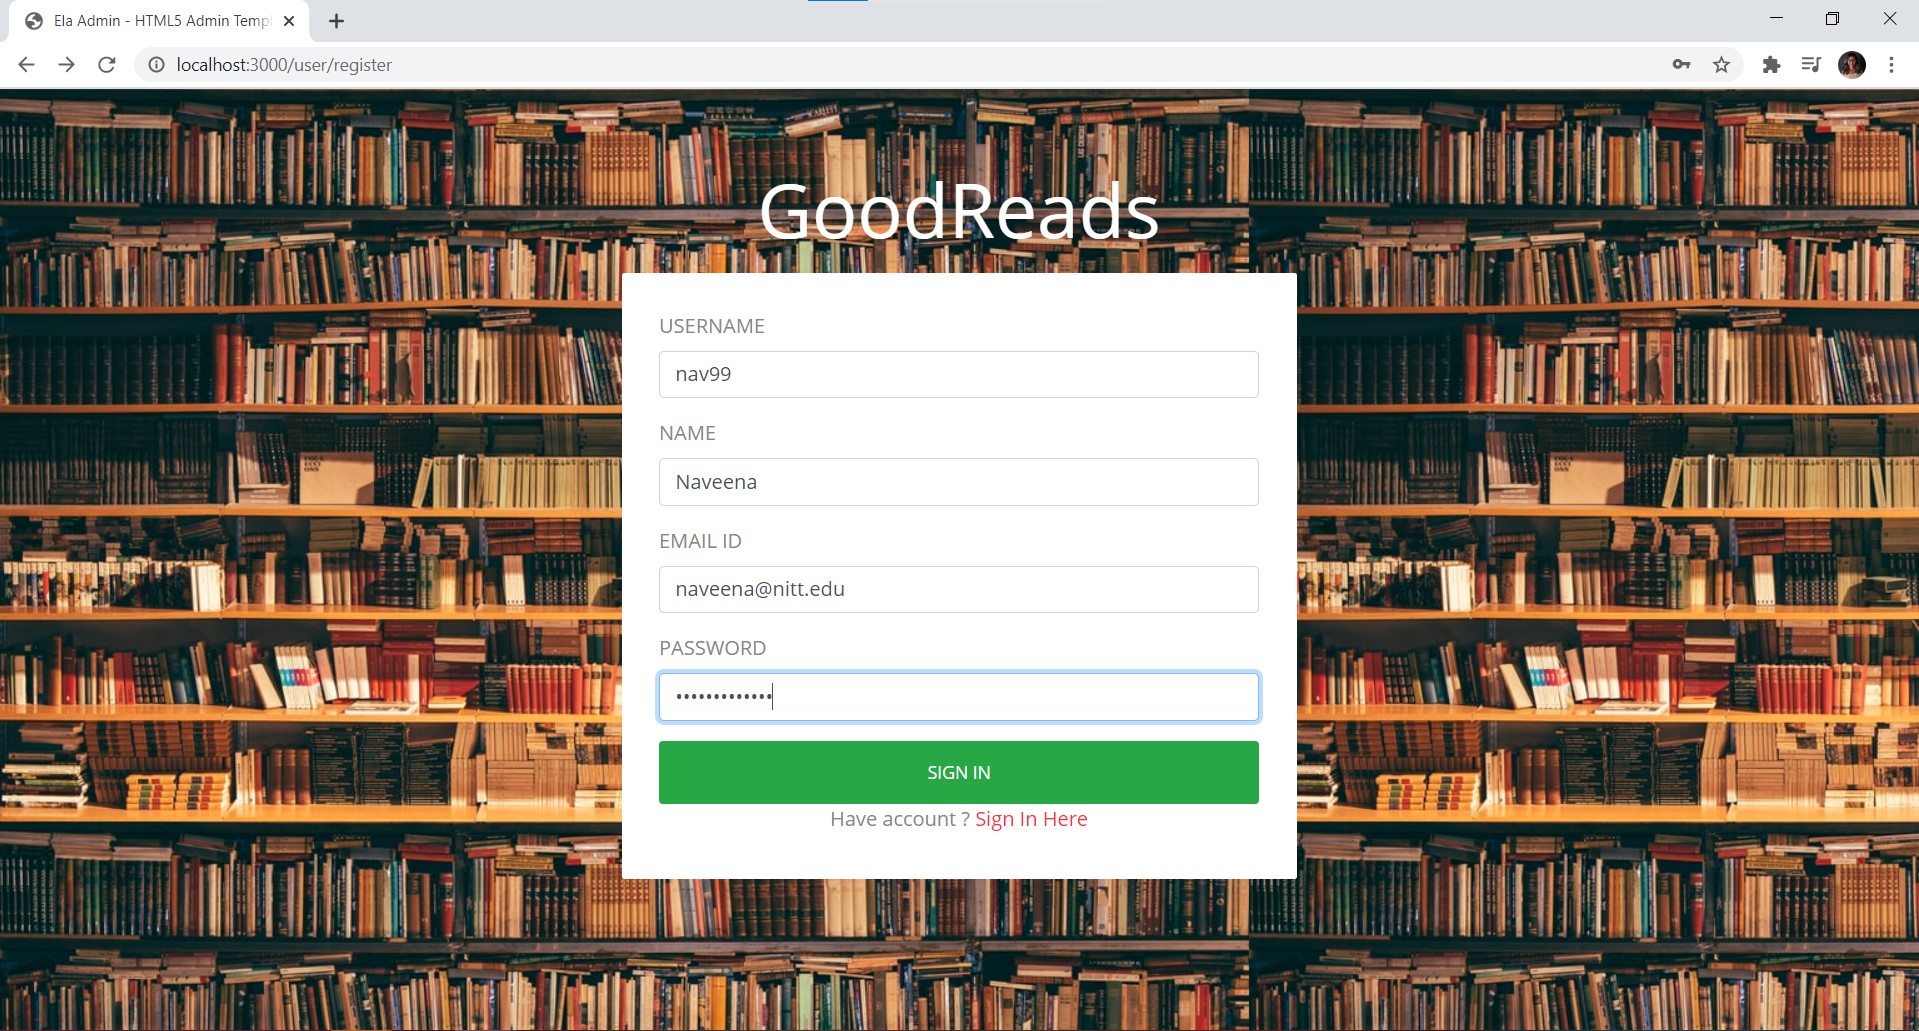 Ela Admin - HTML5 Admin Temp
localhost:3000/user/register
GoodReads
USERNAME
nav99
NAME
Naveena
EMAIL ID
naveena@nitt.edu
PASSWORD
•••••••••••••
SIGN IN
Have account ? Sign In Here